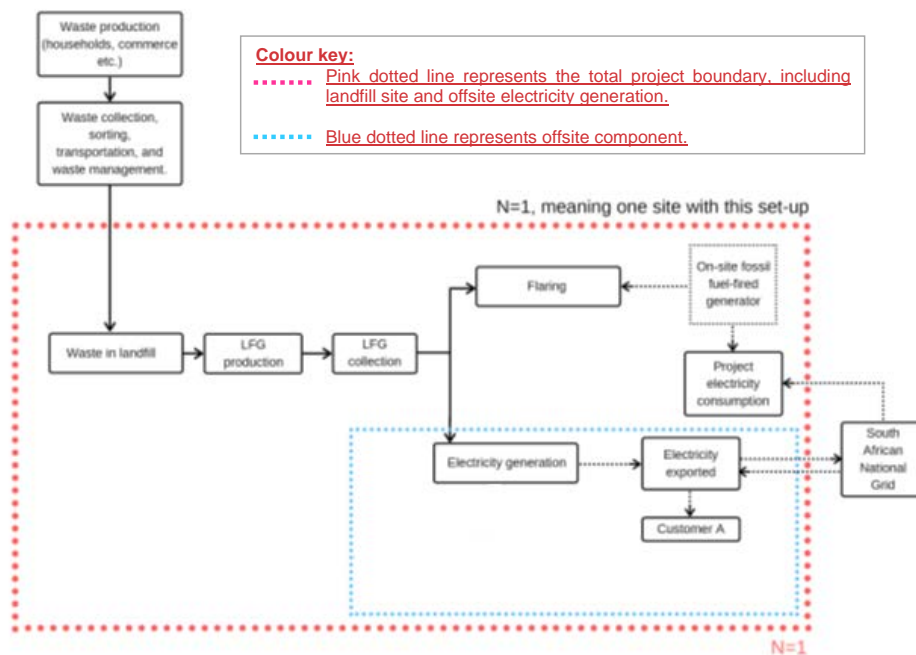 Waste production
(households, commerce
etc.)
Colour key:
Pink dotted line represents the total project boundary, including
landfill site and offsite electricity generation.
Blue dotted line represents offsite component.
Waste collection,
sorting,
transportation, and
waste management.
N=1, meaning one site with this set-up
On-site fossil
fuel-fired
generator
Flaring
Waste in landfill
LFG
production
LFG
collection
Project
electricity
consumption
South
African
National
Grid
Electricity generation
Electricity
exported
Customer A
N=1